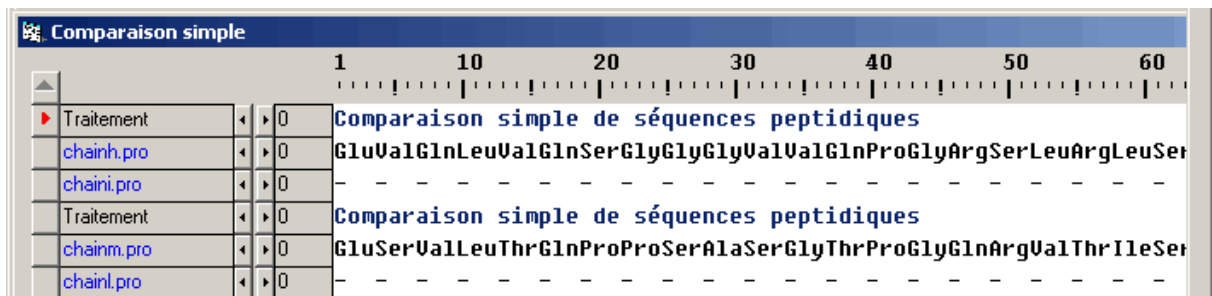 Comparaison simple
1 10 20 30 40 50 60
Traitement 0 Comparaison simple de séquences peptidiques
chainh.pro 0 GluValGlnLeuValGlnSerGlyGlyGlyValValGlnProGlyArgSerLeuArgLeuSer
chaini.pro 0 - - - - - - - - - - - - - - - - - - - -
Traitement 0 Comparaison simple de séquences peptidiques
chainm.pro 0 GluSerValLeuThrGlnProProSerAlaSerGlyThrProGlyGlnArgValThrIleSer
chainl.pro 0 - - - - - - - - - - - - - - - - - - - -